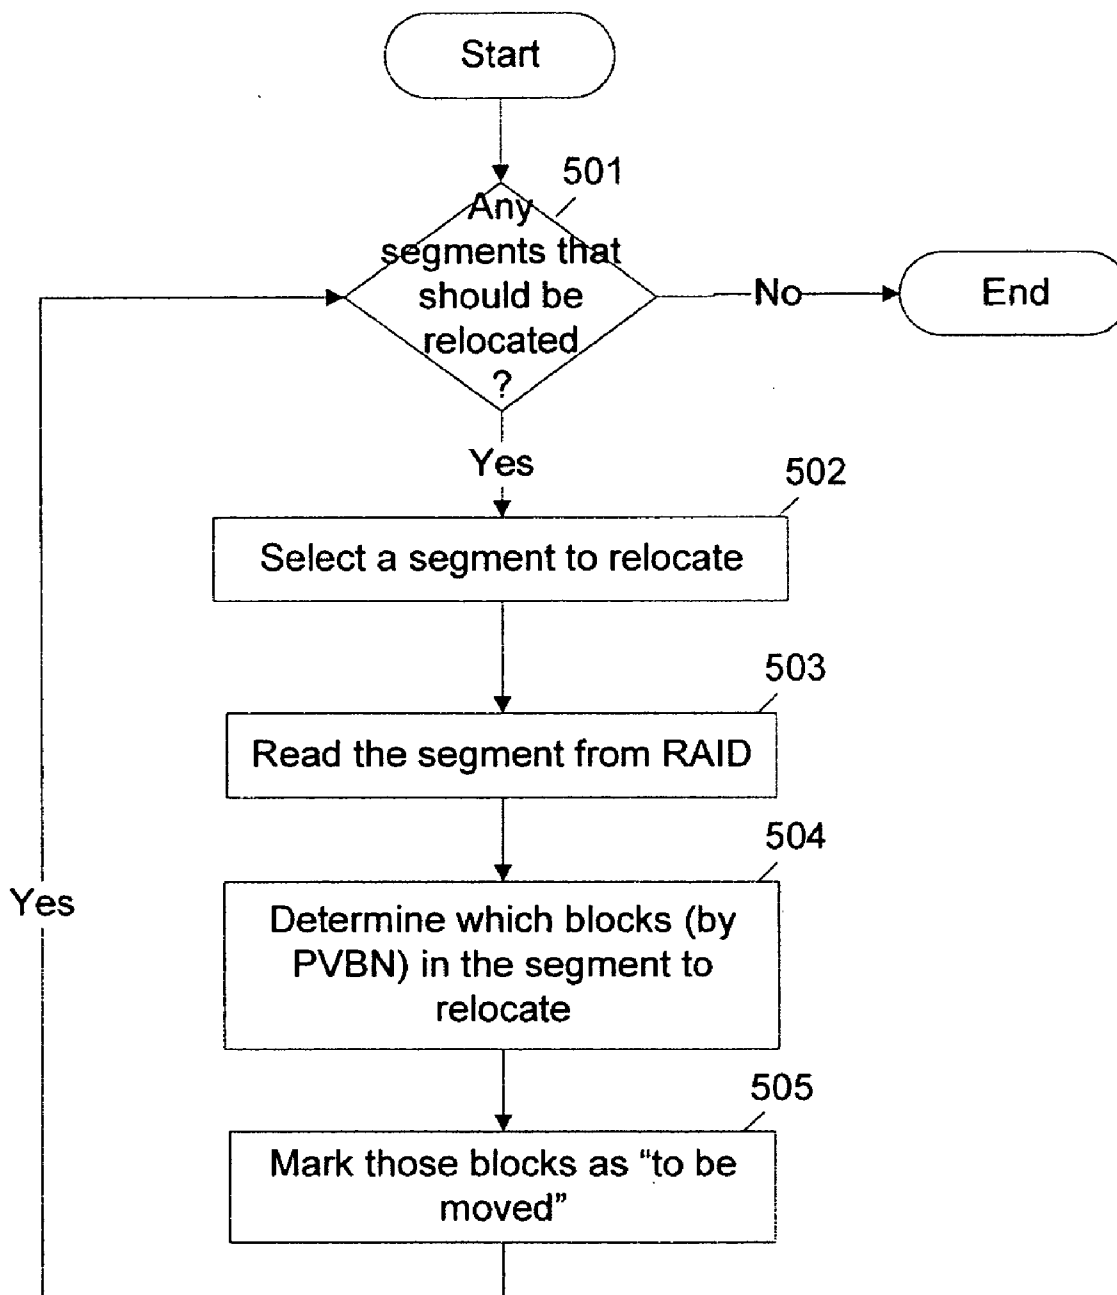 Start
501
Any
segments that
should be
relocated
?
No
End
Yes
502
Select a segment to relocate
503
Read the segment from RAID
504
Determine which blocks (by
PVBN) in the segment to
relocate
Yes
505
Mark those blocks as “to be
moved”